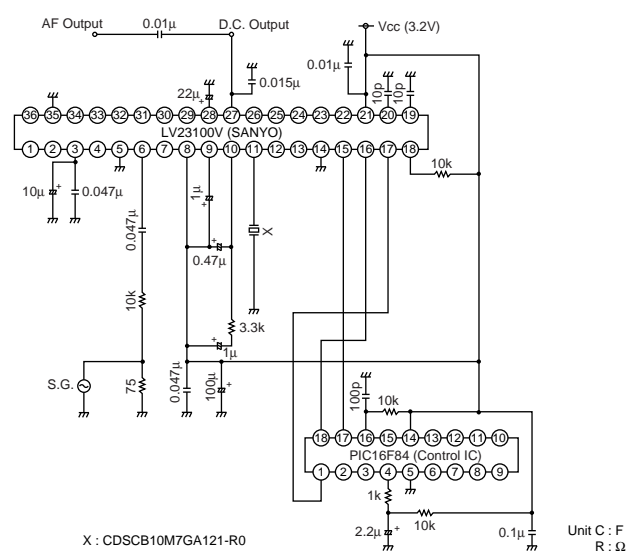 AF Output
D.C. Output
Vcc (3.2V)
0.01μ
0.015μ
0.01μ
22μ
+
10p
10p
36 35 34 33 32 31 30 29 28 27 26 25 24 23 22 21 20 19
LV23100V (SANYO)
1 2 3 4 5 6 7 8 9 10 11 12 13 14 15 16 17 18
10k
10μ
+
0.047μ
0.047μ
1μ
+
+
0.47μ
X
10k
3.3k
+
1μ
S.G.
75
0.047μ
100μ
+
100p
10k
18 17 16 15 14 13 12 11 10
PIC16F84 (Control IC)
1 2 3 4 5 6 7 8 9
1k
10k
2.2μ
+
0.1μ
X : CDSCB10M7GA121-R0
Unit C : F
R : Ω